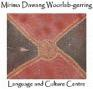 Mirima Dawang Woorlab-gerring
Language and Culture Centre